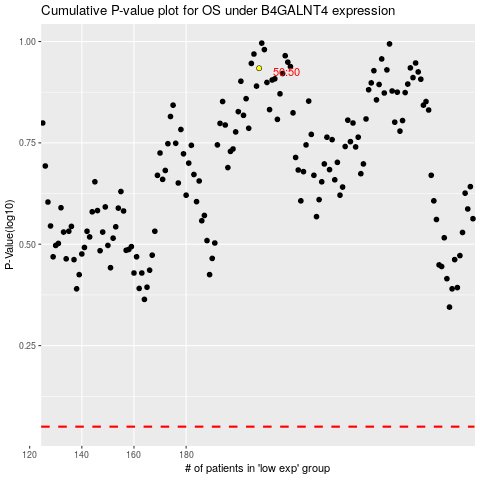 Cumulative P-value plot for OS under B4GALNT4 expression
1.00
50:50
0.75
P-Value(log10)
0.50
0.25
120 140 160 180
# of patients in 'low exp' group